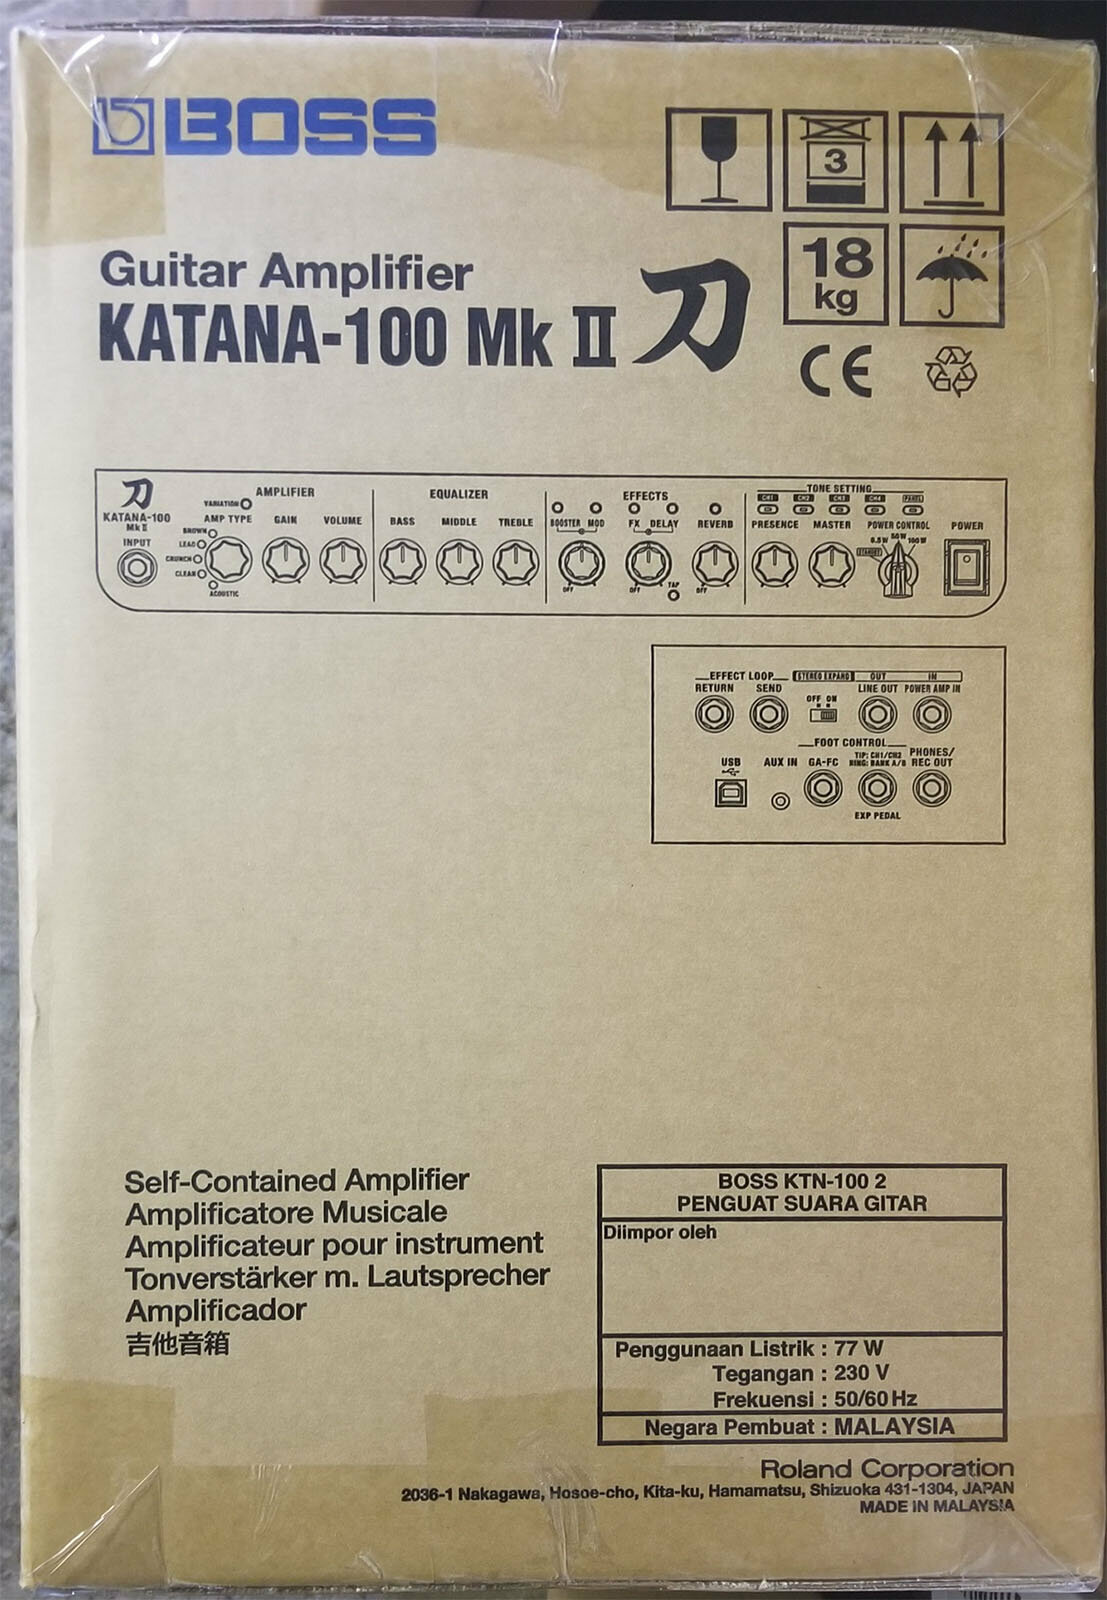 BOSS
3
18
kg
Guitar Amplifier
KATANA-100 Mk II 刀
CE
刀
KATANA-100
Mk II
INPUT
AMPLIFIER
VARIATION
AMP TYPE GAIN VOLUME
BROWN
LEAD
CRUNCH
CLEAN
ACOUSTIC
EQUALIZER
BASS MIDDLE TREBLE
EFFECTS
BOOSTER MOD FX DELAY REVERB
OFF OFF TAP OFF
TONE SETTING
CH1 CH2 CH3 CH4 PANEL
PRESENCE MASTER POWER CONTROL POWER
STANDBY 0.5W 50W 100W
EFFECT LOOP STEREO EXPAND OUT IN
RETURN SEND OFF ON LINE OUT POWER AMP IN
FOOT CONTROL
USB AUX IN GA-FC TIP: CH1/CH2 PHONES/
RING: BANK A/B REC OUT
EXP PEDAL
Self-Contained Amplifier
Amplificatore Musicale
Amplificateur pour instrument
Tonverstärker m. Lautsprecher
Amplificador
吉他音箱
BOSS KTN-100 2
PENGUAT SUARA GITAR
Diimpor oleh
Penggunaan Listrik : 77 W
Tegangan : 230 V
Frekuensi : 50/60 Hz
Negara Pembuat : MALAYSIA
Roland Corporation
2036-1 Nakagawa, Hosoe-cho, Kita-ku, Hamamatsu, Shizuoka 431-1304, JAPAN
MADE IN MALAYSIA